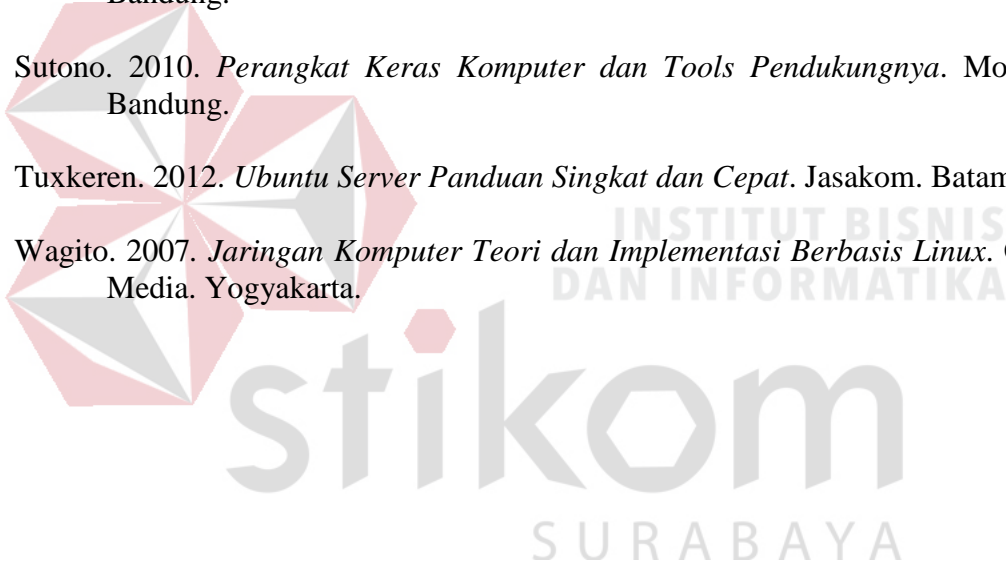 Bandung.
Sutono. 2010. Perangkat Keras Komputer dan Tools Pendukungnya. Mo
Bandung.
Tuxkeren. 2012. Ubuntu Server Panduan Singkat dan Cepat. Jasakom. Batam
INSTITUT BISNIS
Wagito. 2007. Jaringan Komputer Teori dan Implementasi Berbasis Linux.
DAN INFORMATIKA
Media. Yogyakarta.
stikom
SURABAYA